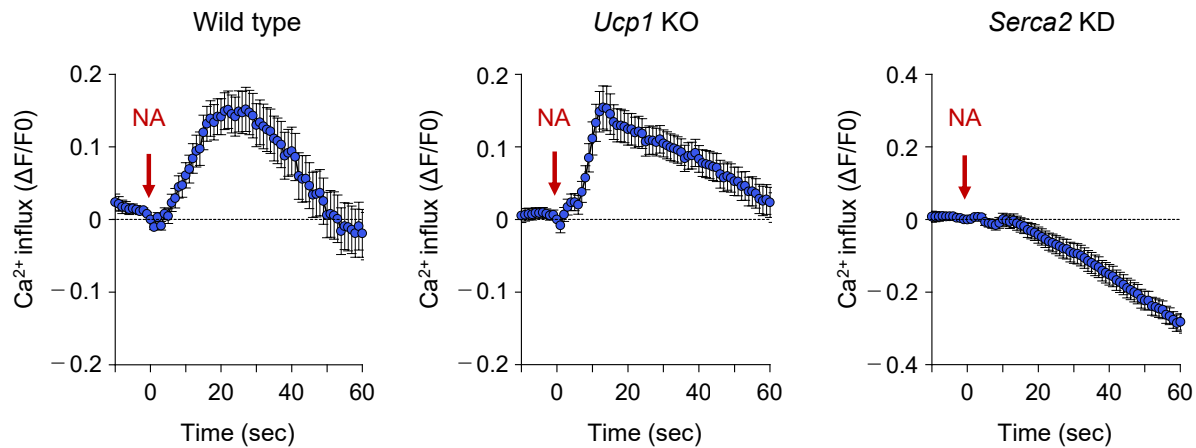 Wild type
Ca²⁺ influx (ΔF/F0)
0.2
0.1
0
−0.1
−0.2
NA
0 20 40 60
Time (sec)
Ucp1 KO
Ca²⁺ influx (ΔF/F0)
0.2
0.1
0
−0.1
−0.2
NA
0 20 40 60
Time (sec)
Serca2 KD
Ca²⁺ influx (ΔF/F0)
0.4
0.2
0
−0.2
−0.4
NA
0 20 40 60
Time (sec)